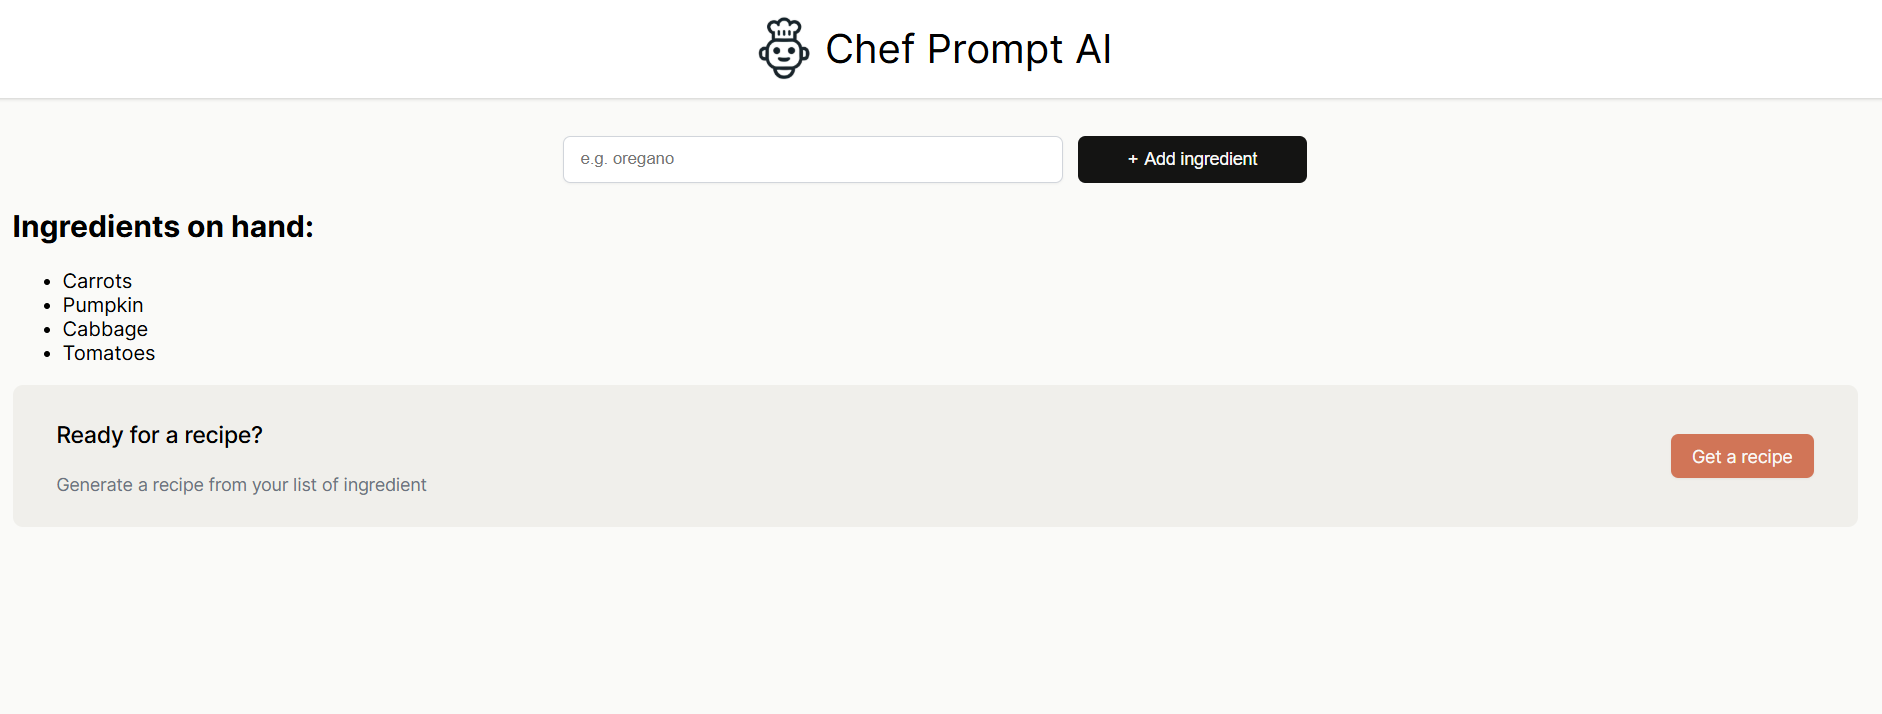 Chef Prompt AI
e.g. oregano
+ Add ingredient
Ingredients on hand:
• Carrots
• Pumpkin
• Cabbage
• Tomatoes
Ready for a recipe?
Generate a recipe from your list of ingredient
Get a recipe